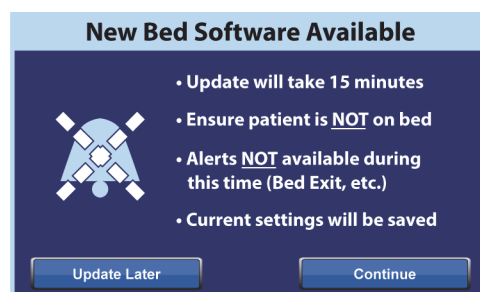 New Bed Software Available
• Update will take 15 minutes
• Ensure patient is NOT on bed
• Alerts NOT available during
this time (Bed Exit, etc.)
• Current settings will be saved
Update Later
Continue